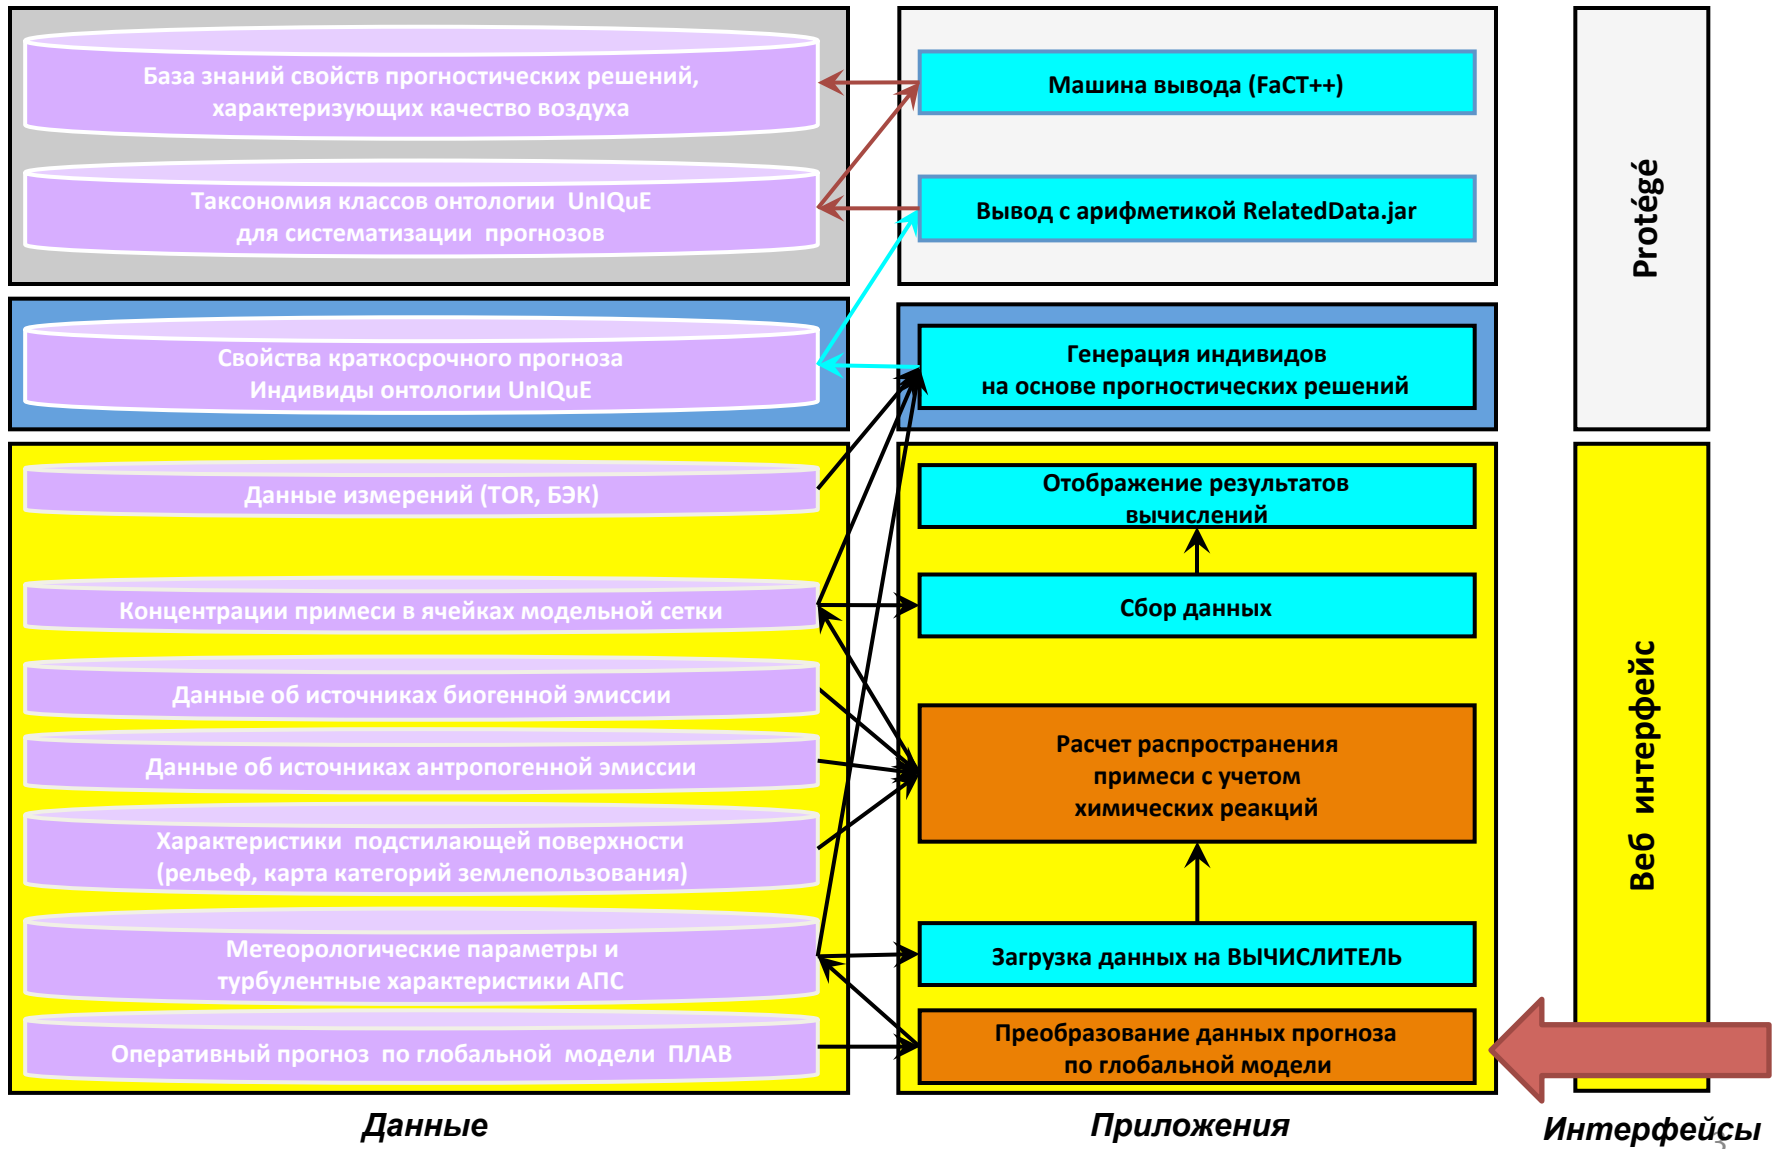 База знаний свойств прогностических решений,
характеризующих качество воздуха
Таксономия классов онтологии UnIQuE
для систематизации прогнозов
Свойства краткосрочного прогноза
Индивиды онтологии UnIQuE
Данные измерений (TOR, БЭК)
Концентрации примеси в ячейках модельной сетки
Данные об источниках биогенной эмиссии
Данные об источниках антропогенной эмиссии
Характеристики подстилающей поверхности
(рельеф, карта категорий землепользования)
Метеорологические параметры и
турбулентные характеристики АПС
Оперативный прогноз по глобальной модели ПЛАВ
Данные
Машина вывода (FaCT++)
Вывод с арифметикой RelatedData.jar
Генерация индивидов
на основе прогностических решений
Отображение результатов
вычислений
Сбор данных
Расчет распространения
примеси с учетом
химических реакций
Загрузка данных на ВЫЧИСЛИТЕЛЬ
Преобразование данных прогноза
по глобальной модели
Приложения
Protégé
Веб интерфейс
Интерфейсы
3